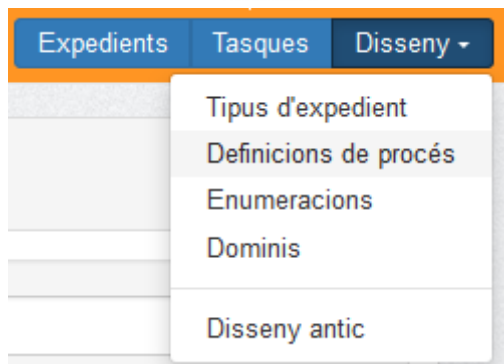 Expedients Tasques Disseny
Tipus d'expedient
Definicions de procés
Enumeracions
Dominis
Disseny antic